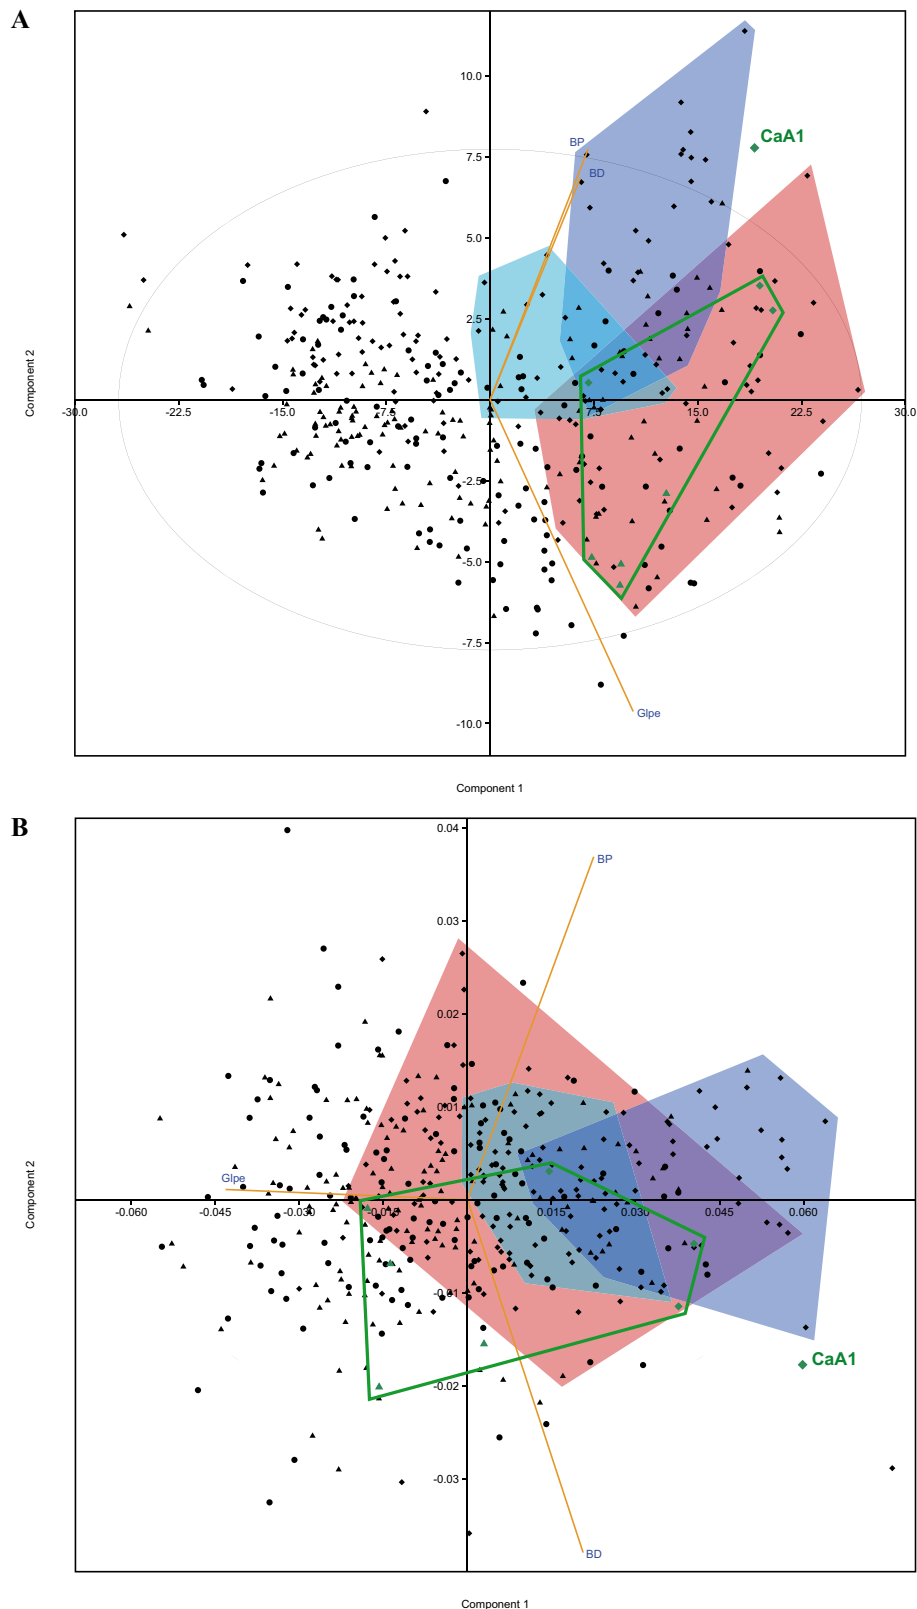 A
10.0
CaA1
BP
7.5
BD
5.0
2.5
Component 2
-30.0 -22.5 -15.0 -7.5 7.5 15.0 22.5 30.0
-2.5
-5.0
-7.5
Glpe
-10.0
Component 1
B
0.04
BP
0.03
0.02
0.01
Component 2
Glpe
-0.060 -0.045 -0.030 -0.015 0.015 0.030 0.045 0.060
-0.01
CaA1
-0.02
-0.03
BD
Component 1